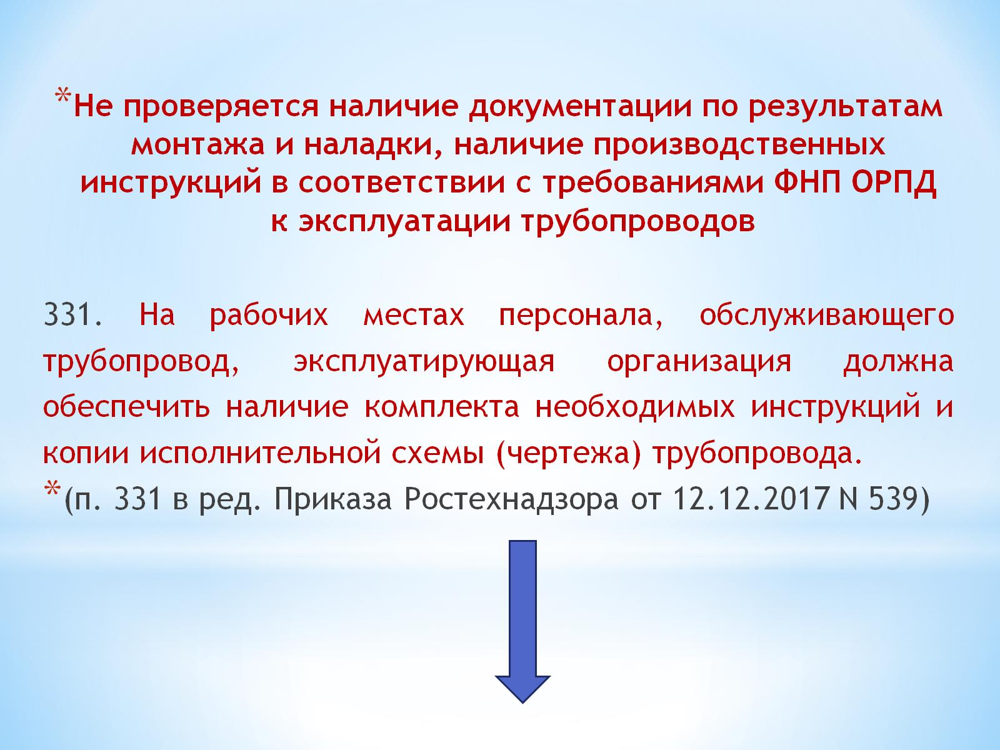 *Не проверяется наличие документации по результатам
монтажа и наладки, наличие производственных
инструкций в соответствии с требованиями ФНП ОРПД
к эксплуатации трубопроводов
331. На рабочих местах персонала, обслуживающего
трубопровод, эксплуатирующая организация должна
обеспечить наличие комплекта необходимых инструкций и
копии исполнительной схемы (чертежа) трубопровода.
*(п. 331 в ред. Приказа Ростехнадзора от 12.12.2017 N 539)